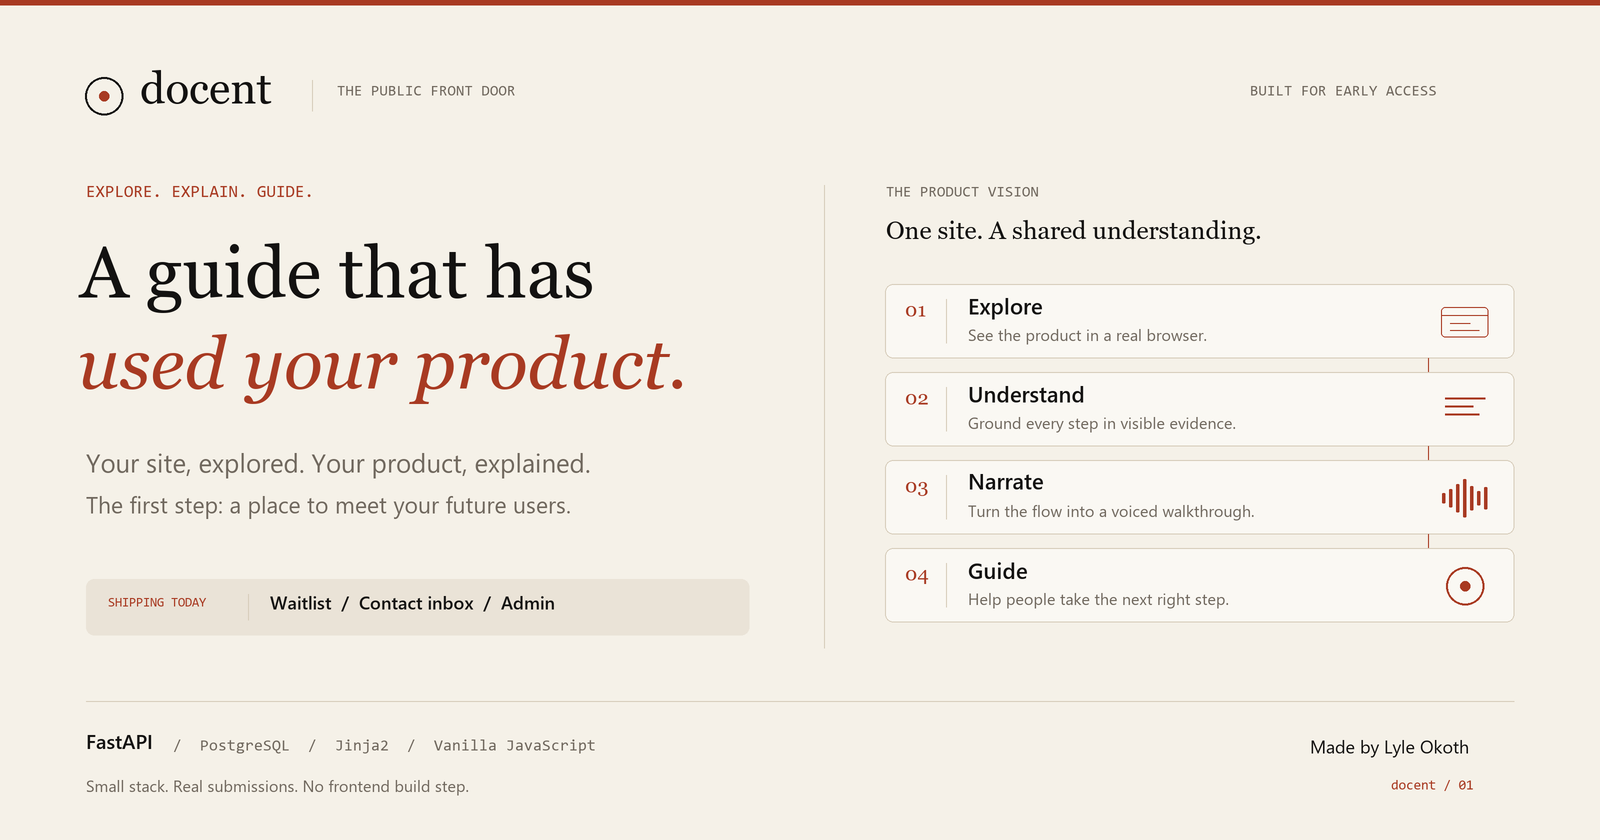 docent
THE PUBLIC FRONT DOOR
BUILT FOR EARLY ACCESS
EXPLORE. EXPLAIN. GUIDE.
A guide that has
used your product.
Your site, explored. Your product, explained.
The first step: a place to meet your future users.
SHIPPING TODAY
Waitlist / Contact inbox / Admin
THE PRODUCT VISION
One site. A shared understanding.
01
Explore
See the product in a real browser.
02
Understand
Ground every step in visible evidence.
03
Narrate
Turn the flow into a voiced walkthrough.
04
Guide
Help people take the next right step.
FastAPI / PostgreSQL / Jinja2 / Vanilla JavaScript
Small stack. Real submissions. No frontend build step.
Made by Lyle Okoth
docent / 01